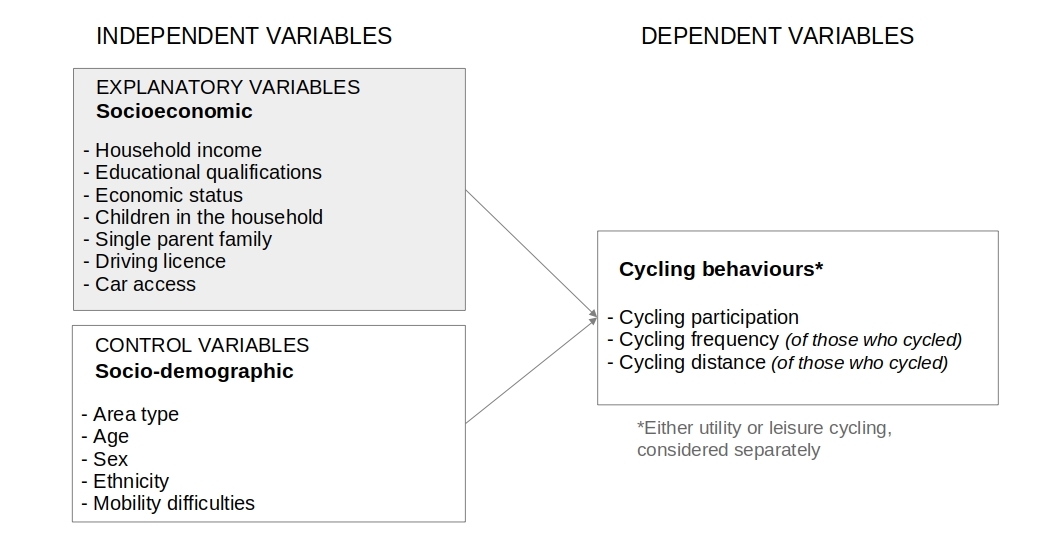 INDEPENDENT VARIABLES
EXPLANATORY VARIABLES
Socioeconomic
- Household income
- Educational qualifications
- Economic status
- Children in the household
- Single parent family
- Driving licence
- Car access
CONTROL VARIABLES
Socio-demographic
- Area type
- Age
- Sex
- Ethnicity
- Mobility difficulties
DEPENDENT VARIABLES
Cycling behaviours*
- Cycling participation
- Cycling frequency (of those who cycled)
- Cycling distance (of those who cycled)
*Either utility or leisure cycling,
considered separately